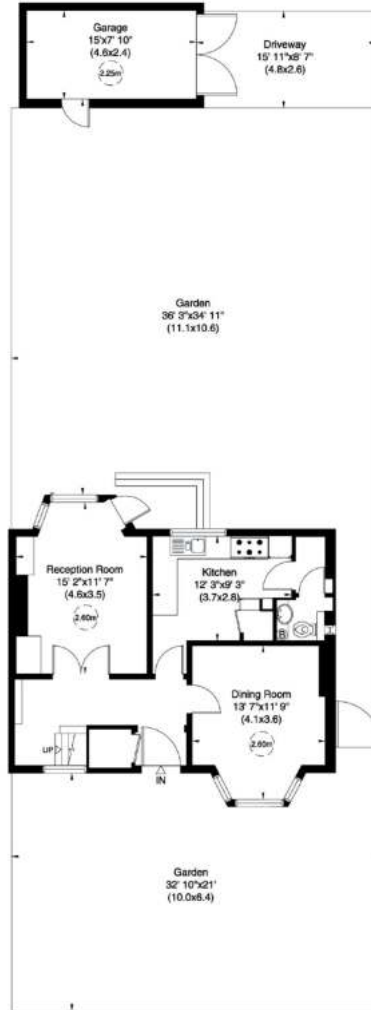 Garage
15'x7' 10"
(4.6x2.4)
2.25m
Driveway
15' 11"x8' 7"
(4.8x2.6)
Garden
36' 3"x34' 11"
(11.1x10.6)
Reception Room
15' 2"x11' 7"
(4.6x3.5)
2.60m
Kitchen
12' 3"x9' 3"
(3.7x2.8)
Dining Room
13' 7"x11' 9"
(4.1x3.6)
2.60m
UP
IN
Garden
32' 10"x21'
(10.0x6.4)